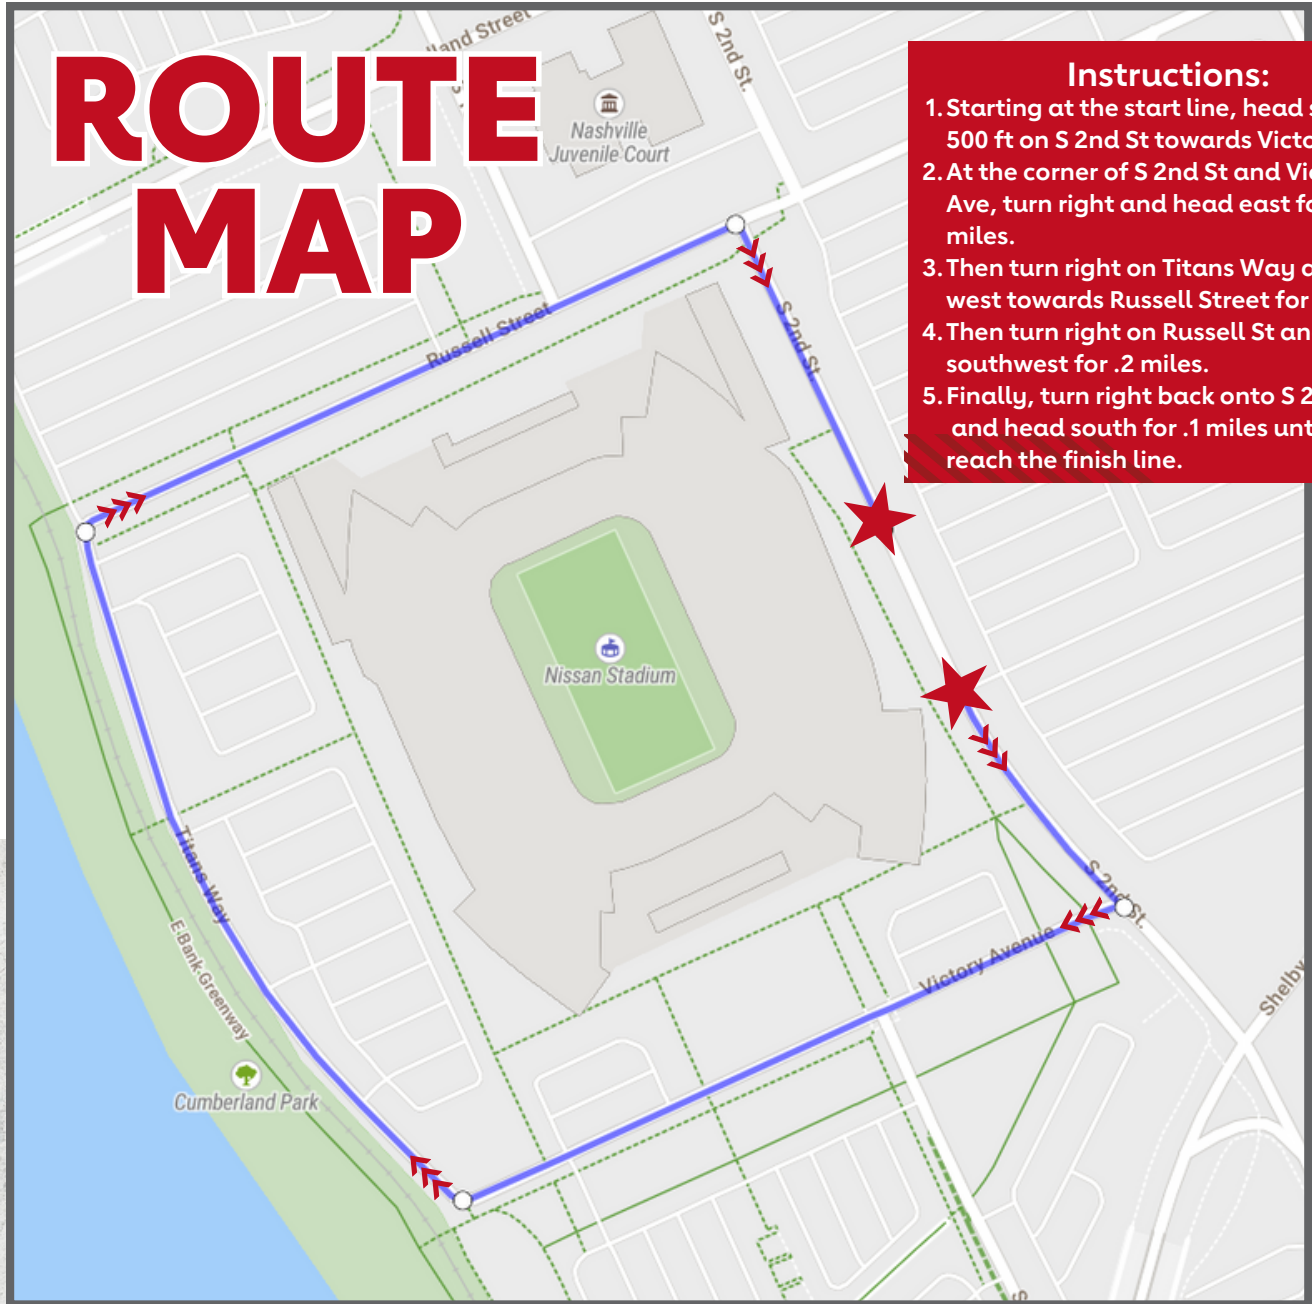 ROUTE
MAP
lland Street
S 2nd St.
Nashville
Juvenile Court
Instructions:
1. Starting at the start line, head
500 ft on S 2nd St towards
2. At the corner of S 2nd St and
Ave, turn right and head east
miles.
3. Then turn right on Titans Way
west towards Russell Street for
4. Then turn right on Russell St
southwest for .2 miles.
5. Finally, turn right back onto S
and head south for .1 miles
reach the finish line.
Russell Street
S 2nd St.
Nissan Stadium
Titans Way
S 2nd St.
E Bank Greenway
Victory Avenue
Shelby
Cumberland Park